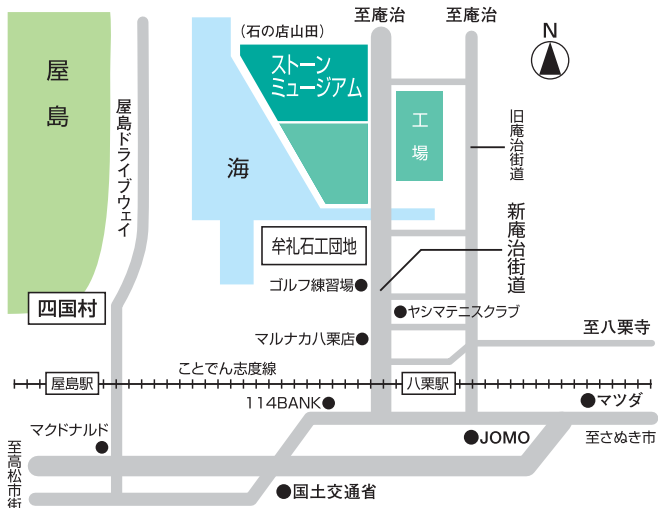 至庵治
至庵治
(石の店山田)
N
屋島
ストーン
ミュージアム
屋島ドライブウェイ
工場
旧庵治街道
海
新庵治街道
牟礼石工団地
ゴルフ練習場
四国村
ヤシマテニスクラブ
至八栗寺
マルナカ八栗店
ことでん志度線
屋島駅
八栗駅
114BANK
マツダ
マクドナルド
JOMO
至さぬき市
至高松市街
国土交通省